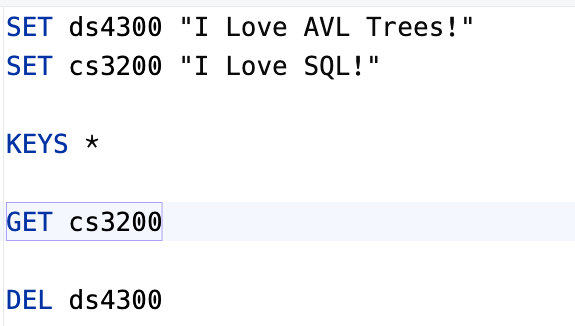 SET ds4300 "I Love AVL Trees!"
SET cs3200 "I Love SQL!"
KEYS *
GET cs3200
DEL ds4300